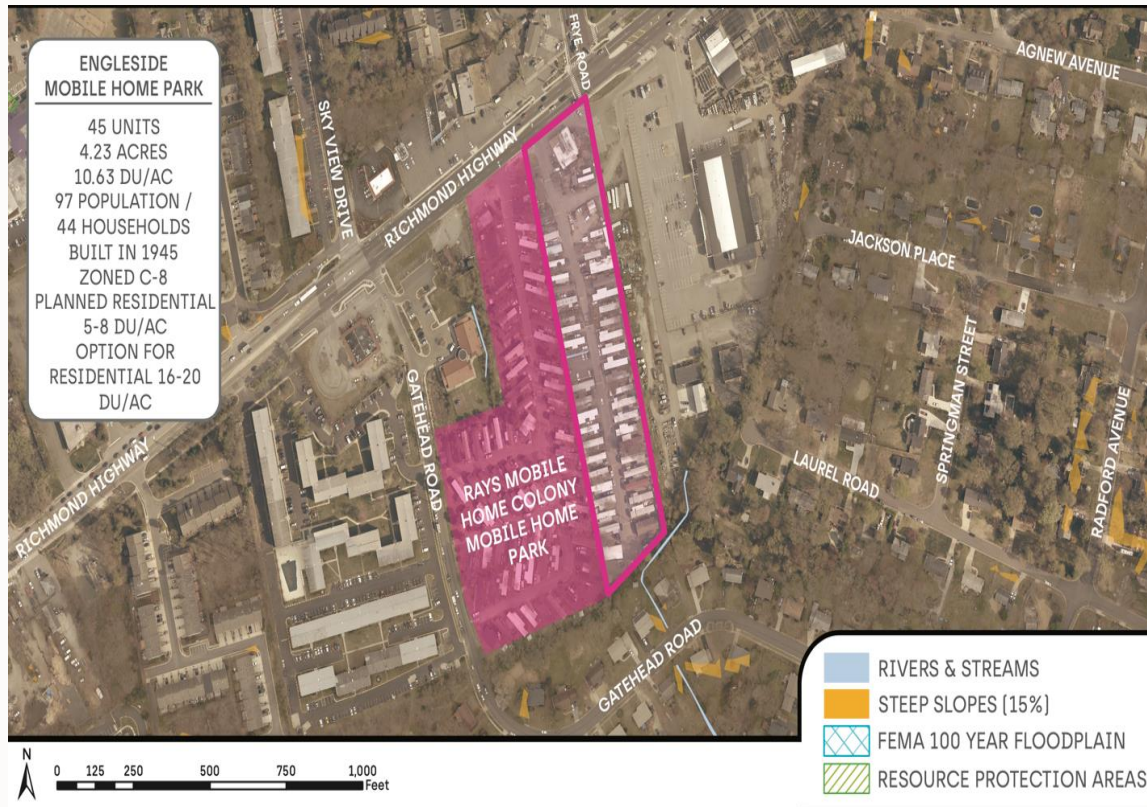 ENGLESIDE
MOBILE HOME PARK
45 UNITS
4.23 ACRES
10.63 DU/AC
97 POPULATION /
44 HOUSEHOLDS
BUILT IN 1945
ZONED C-8
PLANNED RESIDENTIAL
5-8 DU/AC
OPTION FOR
RESIDENTIAL 16-20
DU/AC
SKY VIEW DRIVE
FRYE ROAD
AGNEW AVENUE
RICHMOND HIGHWAY
JACKSON PLACE
SPRINGMAN STREET
RADFORD AVENUE
GATEHEAD ROAD
LAUREL ROAD
RAYS MOBILE
HOME COLONY
MOBILE HOME
PARK
RICHMOND HIGHWAY
GATEHEAD ROAD
RIVERS & STREAMS
STEEP SLOPES (15%)
FEMA 100 YEAR FLOODPLAIN
RESOURCE PROTECTION AREAS
N
0 125 250 500 750 1,000
Feet